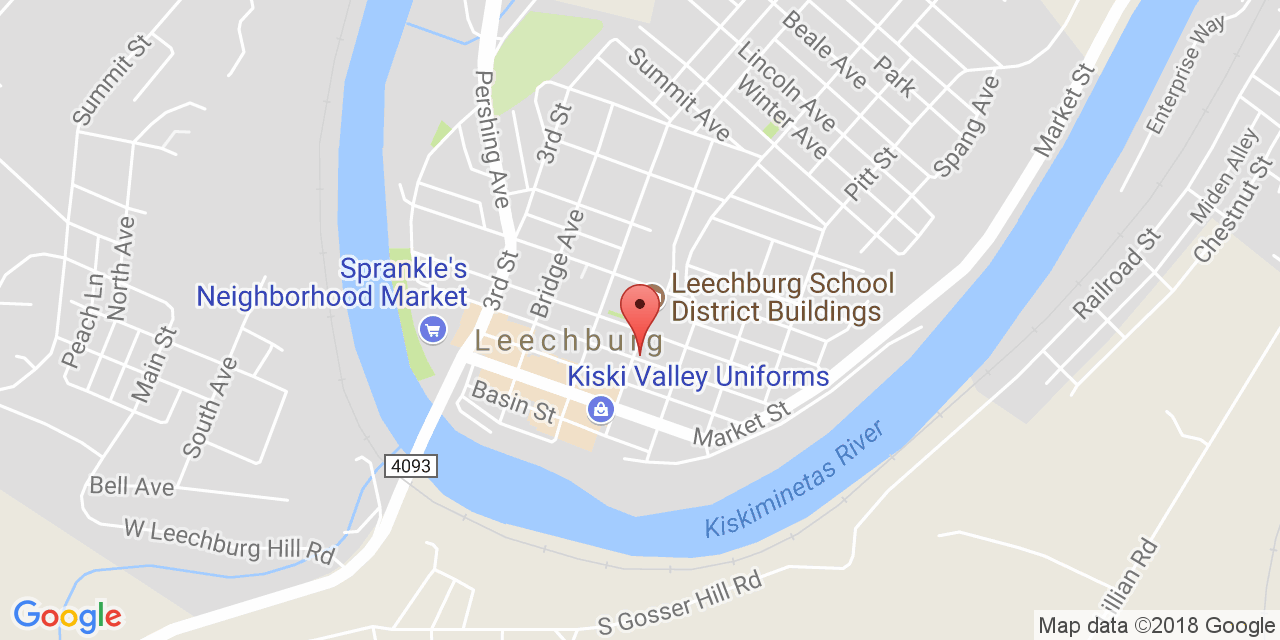 Summit St
Pershing Ave
3rd St
Bridge Ave
Summit Ave
Beale Ave
Lincoln Ave
Winter Ave
Park
Pitt St
Spang Ave
Market St
Enterprise Way
Miden Alley
Chestnut St
Railroad St
Peach Ln
North Ave
Main St
South Ave
Bell Ave
W Leechburg Hill Rd
Sprankle's
Neighborhood Market
3rd St
Leechburg School
District Buildings
Leechburg
Kiski Valley Uniforms
Basin St
Market St
4093
Kiskiminetas River
S Gosser Hill Rd
illian Rd
Google
Map data ©2018 Google